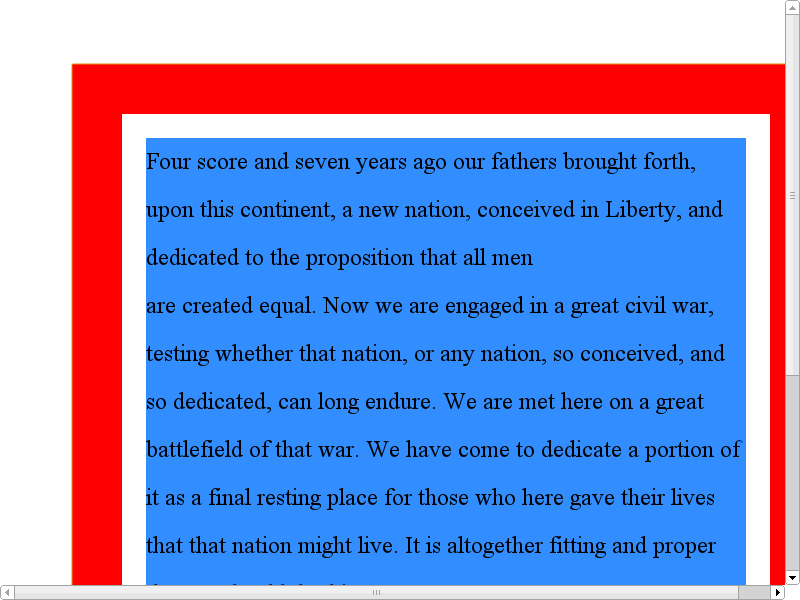 Four score and seven years ago our fathers brought forth,
upon this continent, a new nation, conceived in Liberty, and
dedicated to the proposition that all men
are created equal. Now we are engaged in a great civil war,
testing whether that nation, or any nation, so conceived, and
so dedicated, can long endure. We are met here on a great
battlefield of that war. We have come to dedicate a portion of
it as a final resting place for those who here gave their lives
that that nation might live. It is altogether fitting and proper